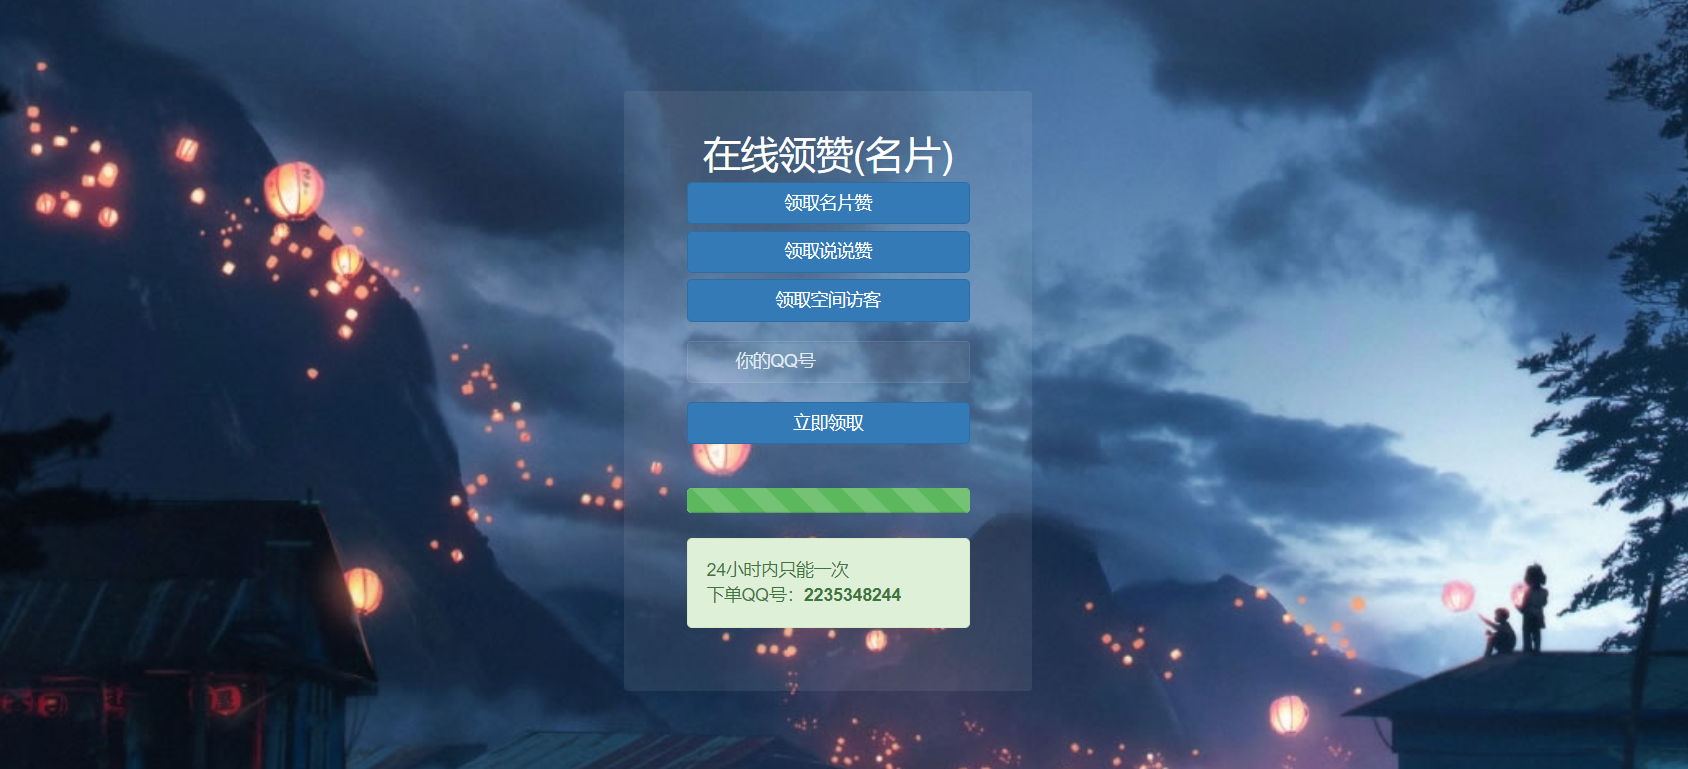 在线领赞(名片)
领取名片赞
领取说说赞
领取空间访客
你的QQ号
立即领取
24小时内只能一次
下单QQ号：2235348244